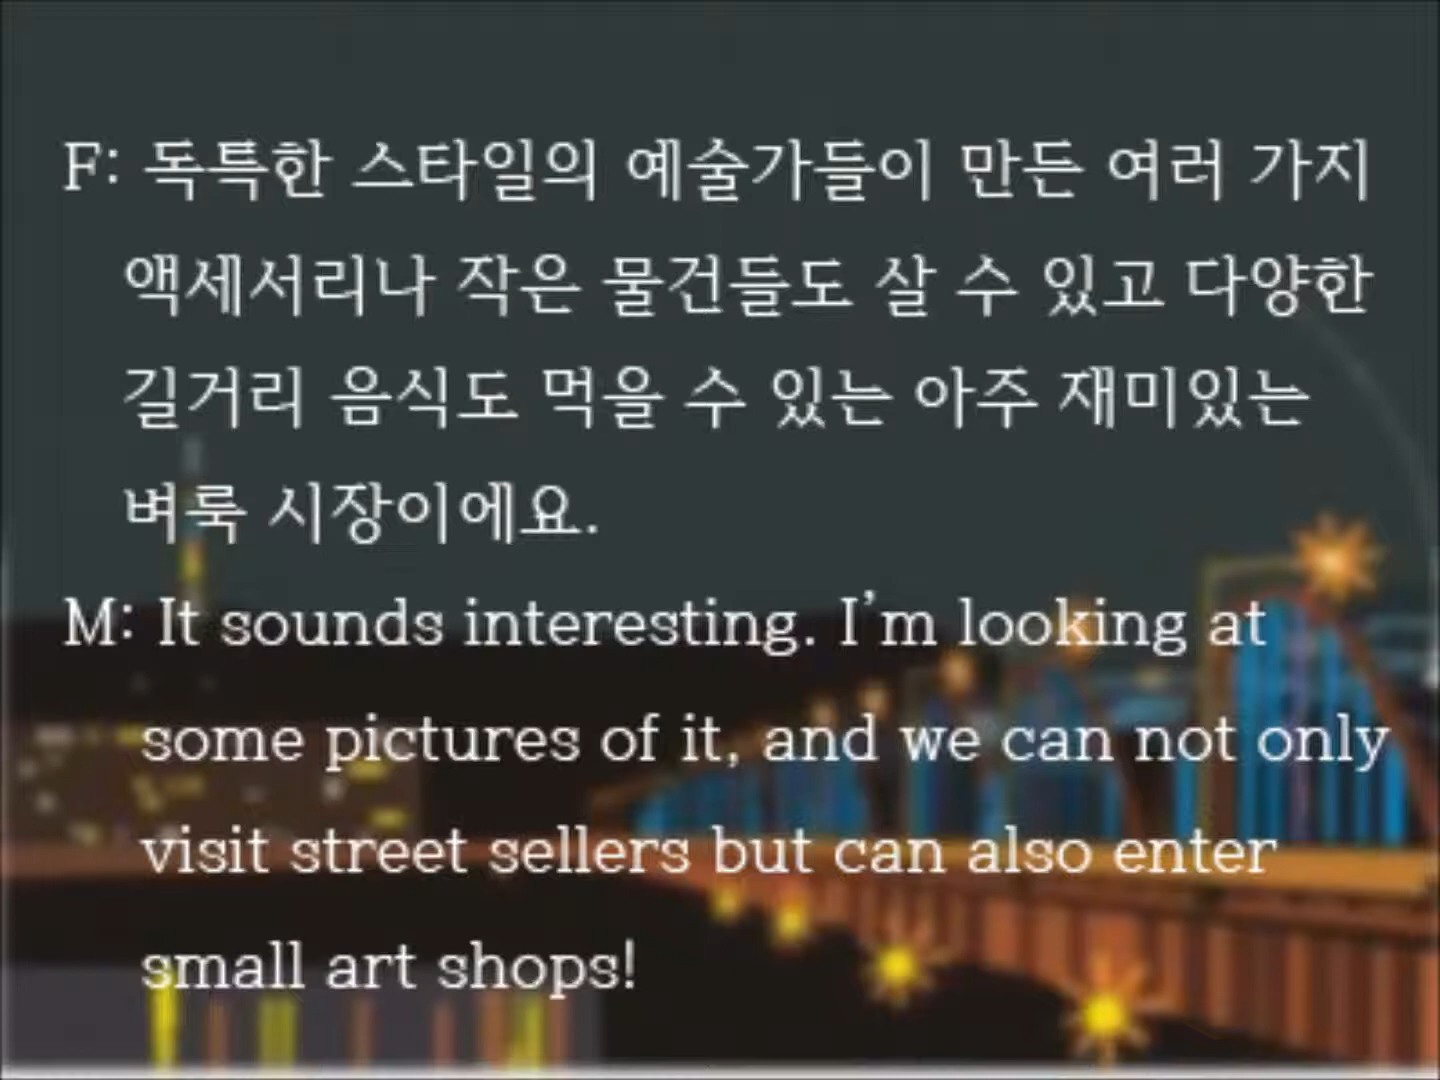 F: 독특한 스타일의 예술가들이 만든 여러 가지
액세서리나 작은 물건들도 살 수 있고 다양한
길거리 음식도 먹을 수 있는 아주 재미있는
벼룩 시장이에요.
M: It sounds interesting. I’m looking at
some pictures of it, and we can not only
visit street sellers but can also enter
small art shops!